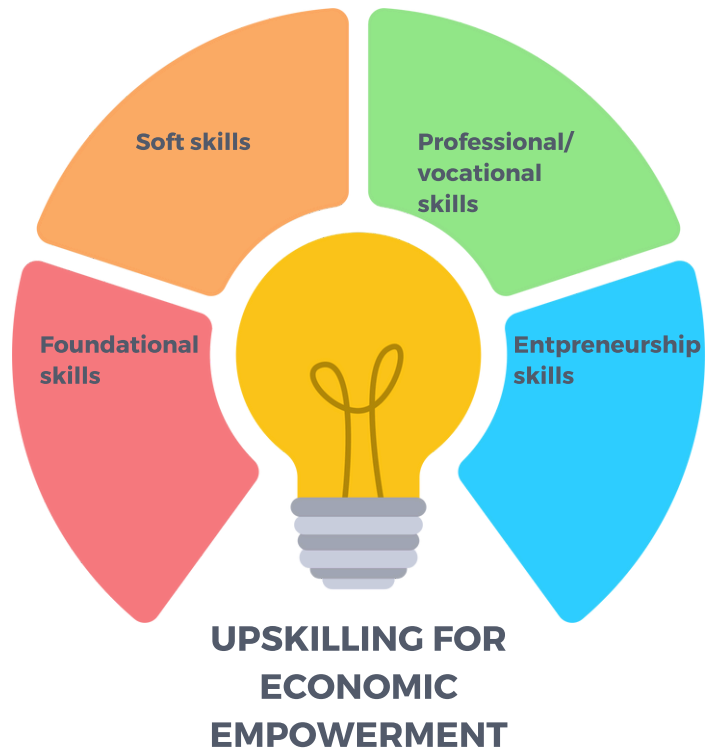 Soft skills
Professional/
vocational
skills
Foundational
skills
Entpreneurship
skills
UPSKILLING FOR
ECONOMIC
EMPOWERMENT